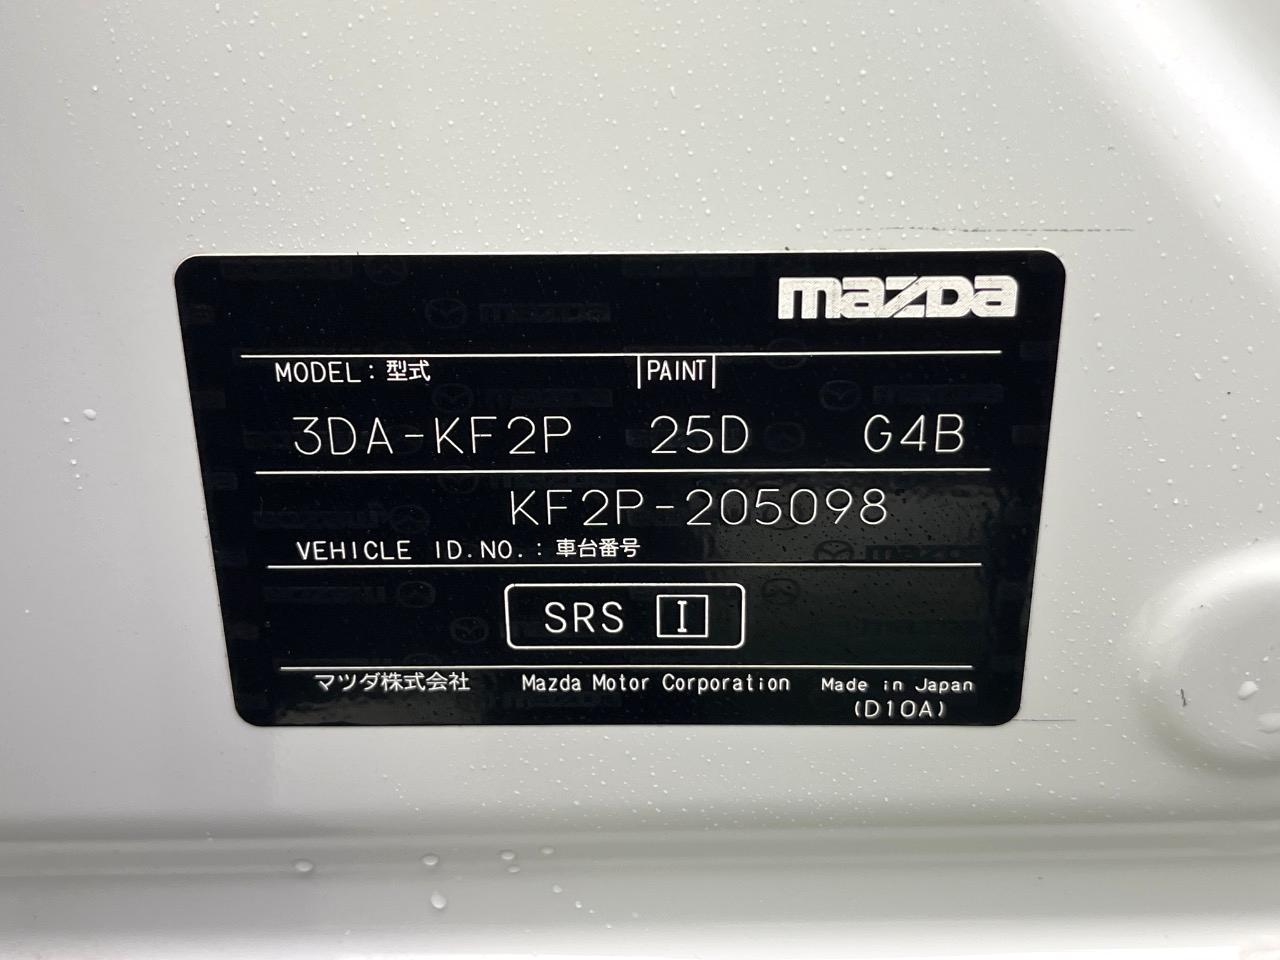 mazda
MODEL : 型式 PAINT
3DA-KF2P 25D G4B
KF2P-205098
VEHICLE ID.NO. : 車台番号
SRS I
マツダ株式会社 Mazda Motor Corporation Made in Japan
(D10A)